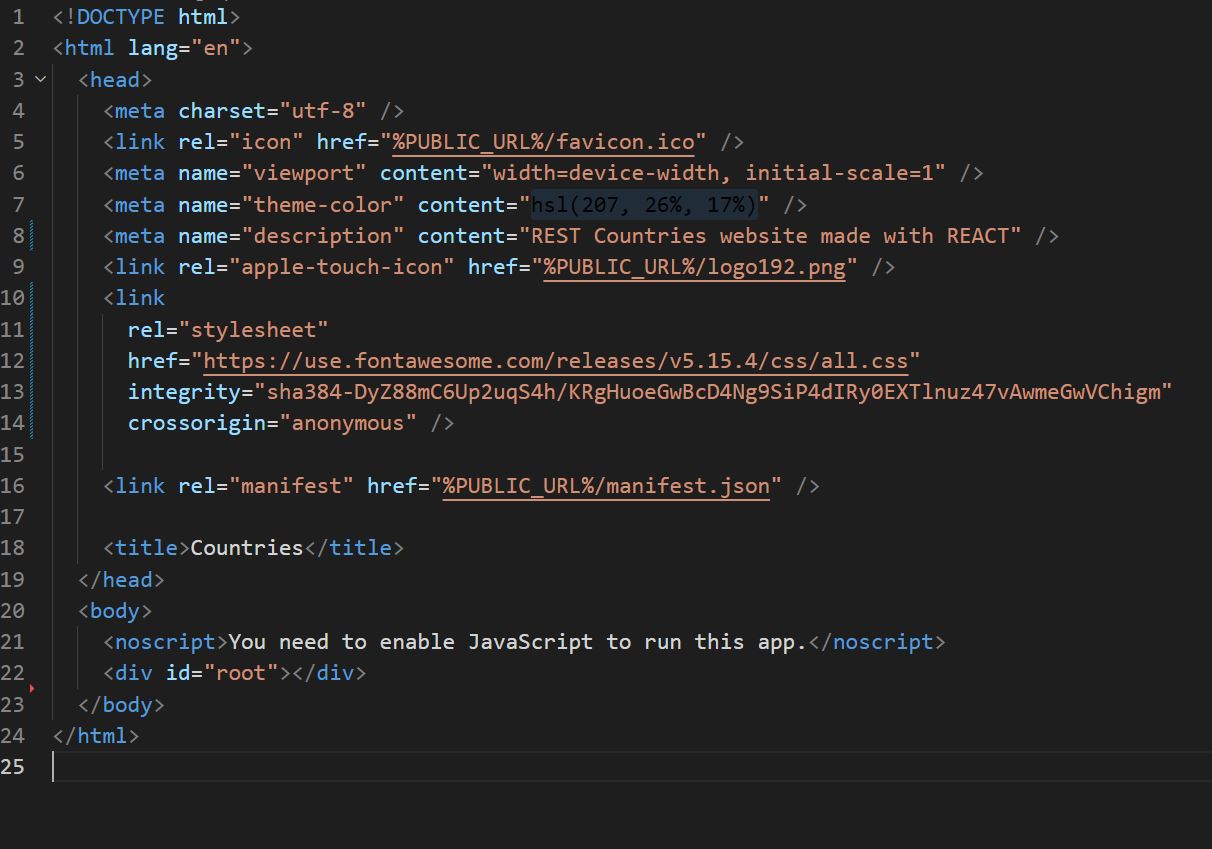 1 <!DOCTYPE html>
2 <html lang="en">
3 <head>
4 <meta charset="utf-8" />
5 <link rel="icon" href="%PUBLIC_URL%/favicon.ico" />
6 <meta name="viewport" content="width=device-width, initial-scale=1" />
7 <meta name="theme-color" content="hsl(207, 26%, 17%)" />
8 <meta name="description" content="REST Countries website made with REACT" />
9 <link rel="apple-touch-icon" href="%PUBLIC_URL%/logo192.png" />
10 <link
11 rel="stylesheet"
12 href="https://use.fontawesome.com/releases/v5.15.4/css/all.css"
13 integrity="sha384-DyZ88mC6Up2uqS4h/KRgHuoeGwBcD4Ng9SiP4dIRy0EXTlnuz47vAwmeGwVChigm"
14 crossorigin="anonymous" />
15
16 <link rel="manifest" href="%PUBLIC_URL%/manifest.json" />
17
18 <title>Countries</title>
19 </head>
20 <body>
21 <noscript>You need to enable JavaScript to run this app.</noscript>
22 <div id="root"></div>
23 </body>
24 </html>
25